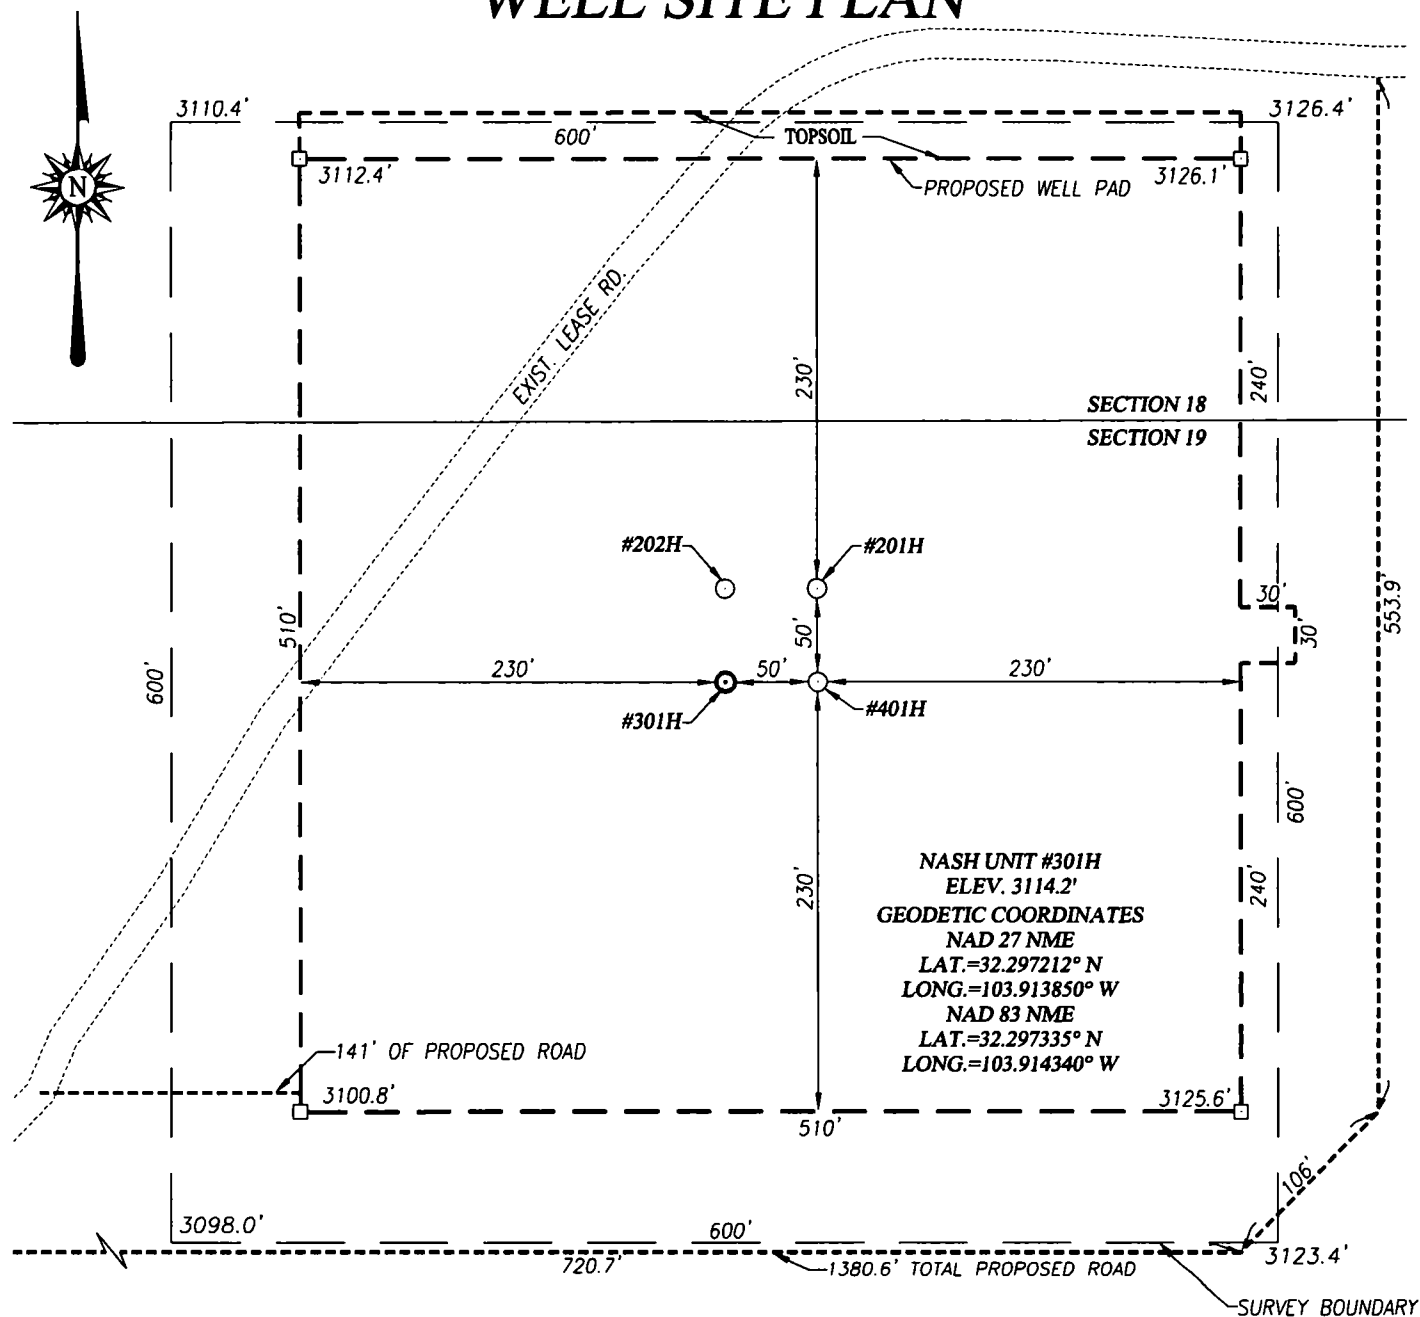 WELL SITE PLAN
3110.4'
3126.4'
600'
TOPSOIL
3112.4'
3126.1'
PROPOSED WELL PAD
N
EXIST. LEASE RD.
230'
240'
SECTION 18
SECTION 19
#202H
#201H
30'
30'
553.9'
510'
50'
600'
230'
50'
230'
#301H
#401H
600'
230'
240'
NASH UNIT #301H
ELEV. 3114.2'
GEODETIC COORDINATES
NAD 27 NME
LAT.=32.297212° N
LONG.=103.913850° W
NAD 83 NME
LAT.=32.297335° N
LONG.=103.914340° W
141' OF PROPOSED ROAD
3100.8'
3125.6'
510'
106'
3098.0'
600'
3123.4'
720.7'
1380.6' TOTAL PROPOSED ROAD
SURVEY BOUNDARY